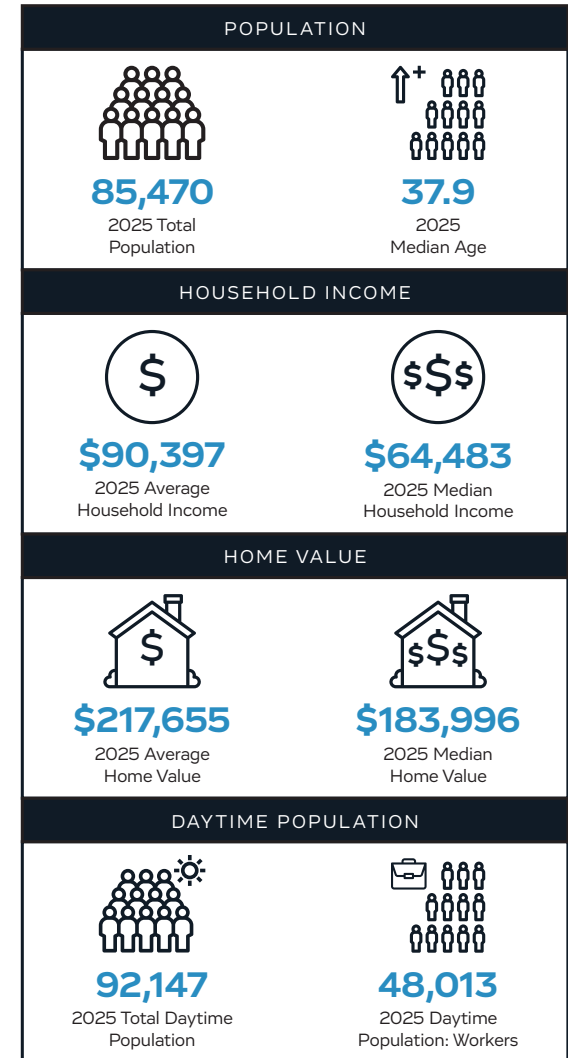 POPULATION
85,470
2025 Total
Population
37.9
2025
Median Age
HOUSEHOLD INCOME
$
$90,397
2025 Average
Household Income
$$$
$64,483
2025 Median
Household Income
HOME VALUE
$
$217,655
2025 Average
Home Value
$$$
$183,996
2025 Median
Home Value
DAYTIME POPULATION
92,147
2025 Total Daytime
Population
48,013
2025 Daytime
Population: Workers